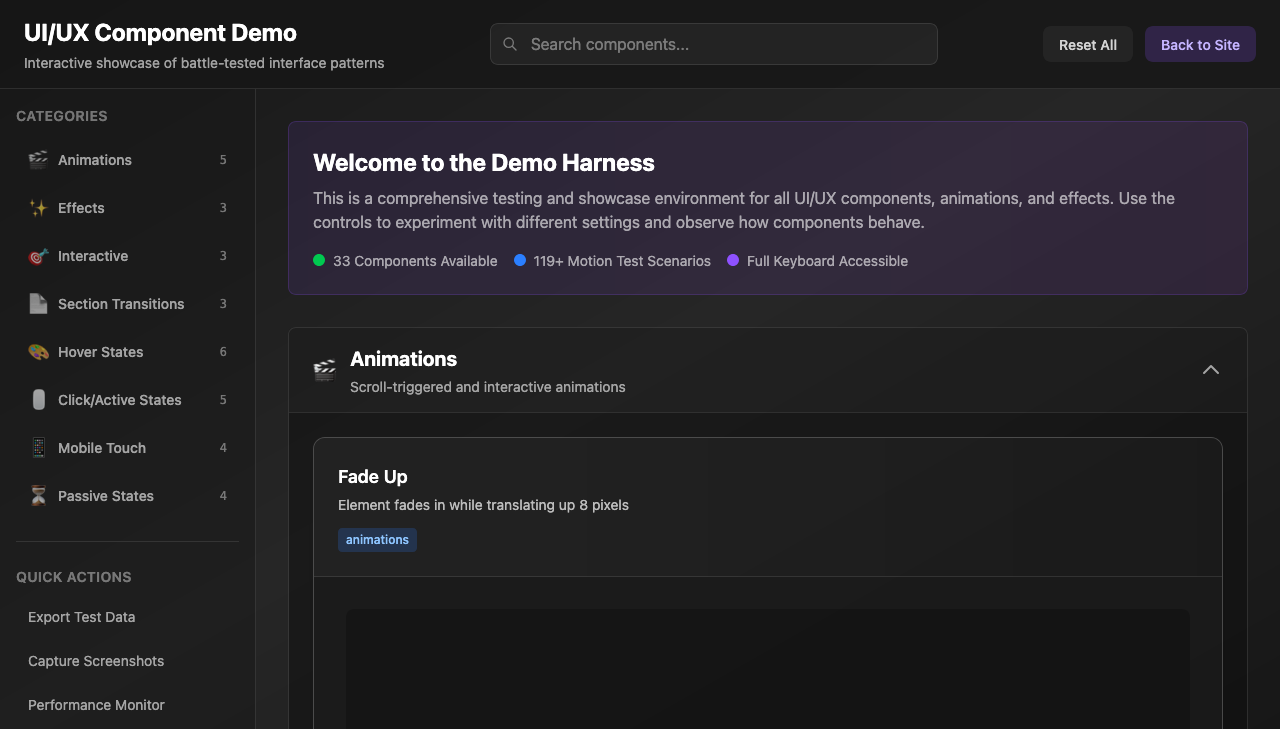 UI/UX Component Demo
Interactive showcase of battle-tested interface patterns
Search components...
Reset All
Back to Site
CATEGORIES
Animations 5
Effects 3
Interactive 3
Section Transitions 3
Hover States 6
Click/Active States 5
Mobile Touch 4
Passive States 4
QUICK ACTIONS
Export Test Data
Capture Screenshots
Performance Monitor
Welcome to the Demo Harness
This is a comprehensive testing and showcase environment for all UI/UX components, animations, and effects. Use the
controls to experiment with different settings and observe how components behave.
33 Components Available
119+ Motion Test Scenarios
Full Keyboard Accessible
Animations
Scroll-triggered and interactive animations
Fade Up
Element fades in while translating up 8 pixels
animations